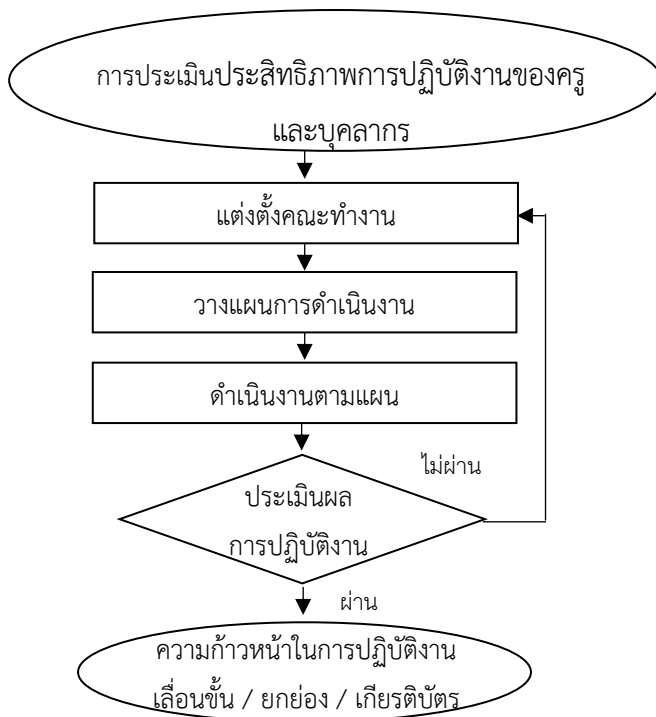 การประเมินประสิทธิภาพการปฏิบัติงานของครู
และบุคลากร
แต่งตั้งคณะทำงาน
วางแผนการดำเนินงาน
ดำเนินงานตามแผน
ไม่ผ่าน
ประเมินผล
การปฏิบัติงาน
ผ่าน
ความก้าวหน้าในการปฏิบัติงาน
เลื่อนขั้น / ยกย่อง / เกียรติบัตร